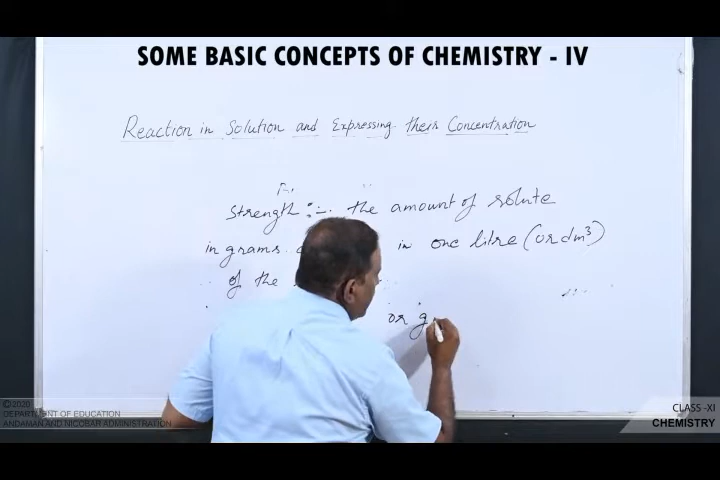 SOME BASIC CONCEPTS OF CHEMISTRY - IV
Reaction in Solution and Expressing their Concentration
Strength :- the amount of solute
in grams in one litre (or dm³)
of the
or g
© 2020
DEPARTMENT OF EDUCATION
ANDAMAN AND NICOBAR ADMINISTRATION
CLASS -XI
CHEMISTRY